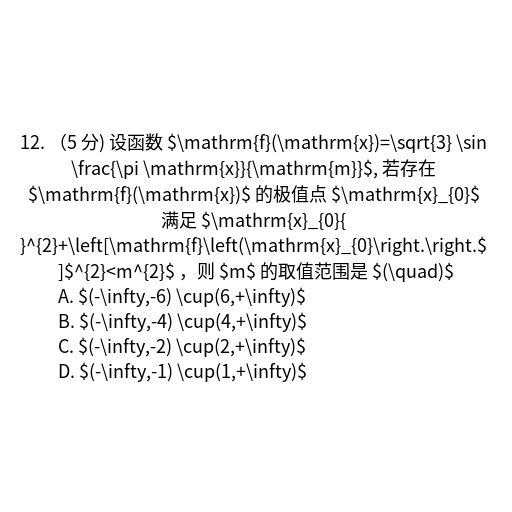 12. （5 分) 设函数 $\mathrm{f}(\mathrm{x})=\sqrt{3} \sin
\frac{\pi \mathrm{x}}{\mathrm{m}}$, 若存在
$\mathrm{f}(\mathrm{x})$ 的极值点 $\mathrm{x}_{0}$
满足 $\mathrm{x}_{0}{
}^{2}+\left[\mathrm{f}\left(\mathrm{x}_{0}\right.\right.$
]$^{2}<m^{2}$ ，则 $m$ 的取值范围是 $(\quad)$
A. $(-\infty,-6) \cup(6,+\infty)$
B. $(-\infty,-4) \cup(4,+\infty)$
C. $(-\infty,-2) \cup(2,+\infty)$
D. $(-\infty,-1) \cup(1,+\infty)$